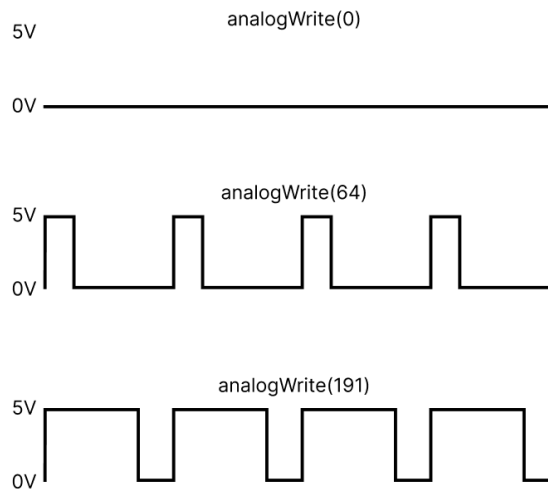 analogWrite(0)
5V
0V
analogWrite(64)
5V
0V
analogWrite(191)
5V
0V